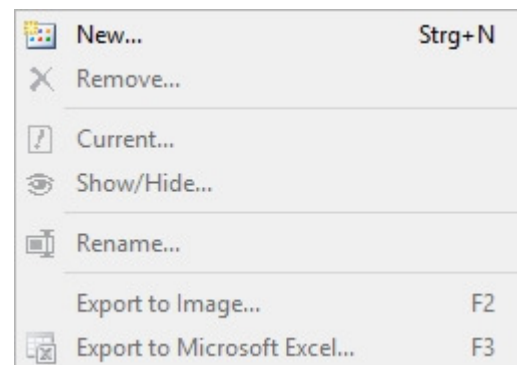 New... Strg+N
Remove...
Current...
Show/Hide...
Rename...
Export to Image... F2
Export to Microsoft Excel... F3